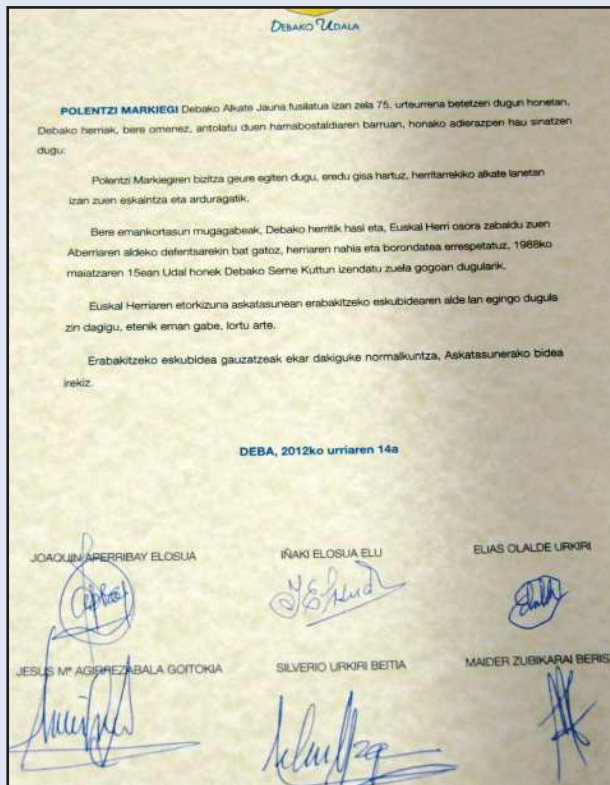 DEBAKO UDALA
POLENTZI MARKIEGI Debako Alkate Jauna fusilatua izan zela 75. urteurrena betetzen dugun honetan,
Debako herriak, bere omenez, antolatu duen hamabostaldiaren barruan, honako adierazpen hau sinatzen
dugu:
Polentzi Markiegiren bizitza geure egiten dugu, eredu gisa hartuz, herritarrekiko alkate lanetan
izan zuen eskaintza eta arduragatik.
Bere emankortasun mugagabeak, Debako herritik hasi eta, Euskal Herri osora zabaldu zuen
Aberriaren aldeko defentsarekin bat gatoz, herriaren nahia eta borondatea errespetatuz, 1988ko
maiatzaren 15ean Udal honek Debako Seme Kuttun izendatu zuela gogoan dugularik.
Euskal Herriaren etorkizuna askatasunean erabakitzeko eskubidearen alde lan egingo dugula
zin dagigu, etenik eman gabe, lortu arte.
Erabakitzeko eskubidea gauzatzeak ekar dakiguke normalkuntza, Askatasunerako bidea
irekiz.
DEBA, 2012ko urriaren 14a
JOAQUIN APERRIBAY ELOSUA IÑAKI ELOSUA ELU ELIAS OLALDE URKIRI
JESUS Mª AGIRREZABALA GOITOKIA SILVERIO URKIRI BEITIA MAIDER ZUBIKARAI BERIS